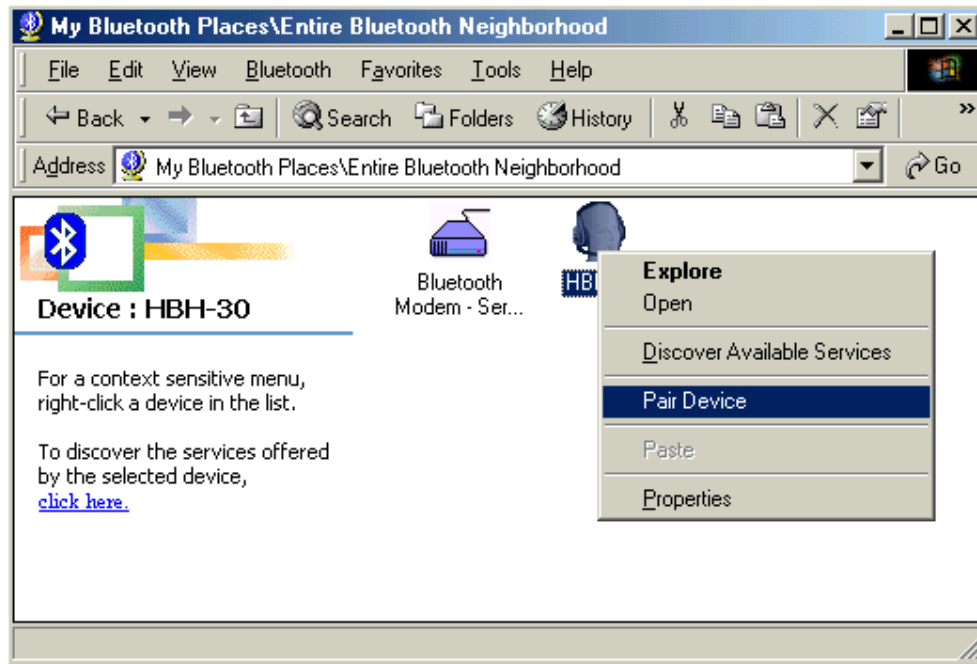 My Bluetooth Places\Entire Bluetooth Neighborhood
File Edit View Bluetooth Favorites Tools Help
Back Search Folders History »
Address My Bluetooth Places\Entire Bluetooth Neighborhood Go
Device : HBH-30
For a context sensitive menu,
right-click a device in the list.
To discover the services offered
by the selected device,
click here.
Bluetooth
Modem - Ser...
Explore
Open
Discover Available Services
Pair Device
Paste
Properties